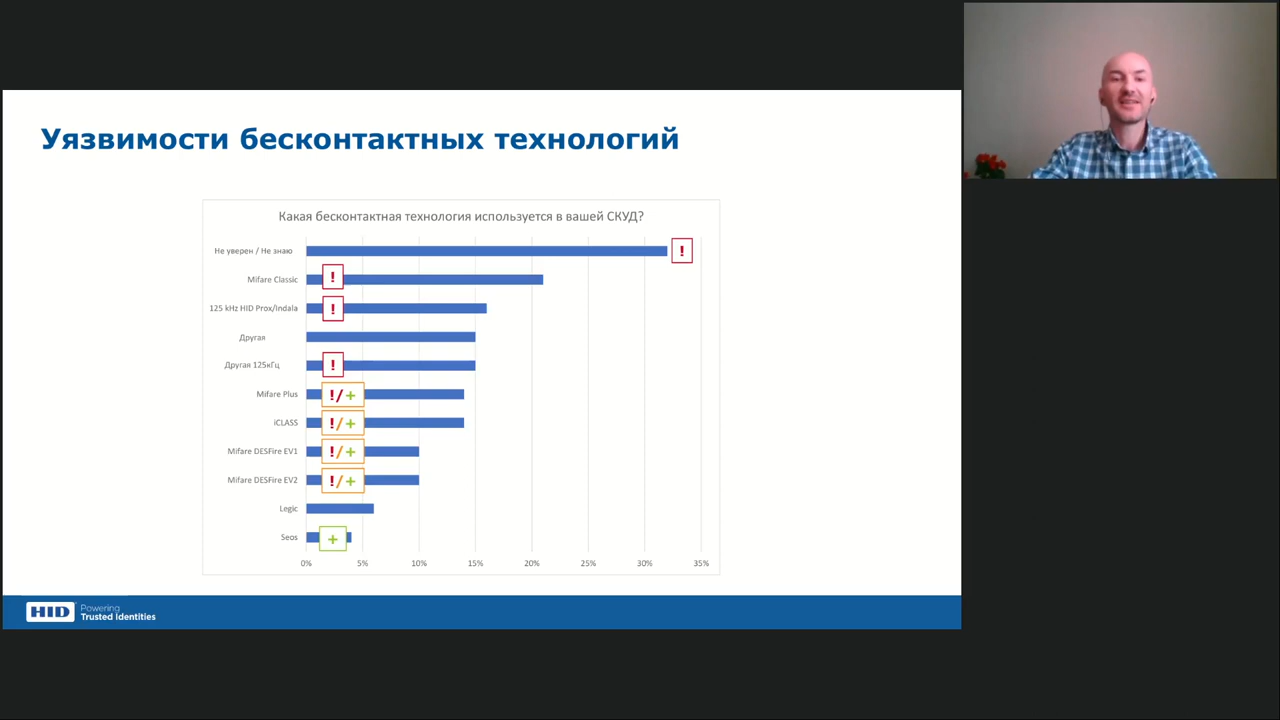 Уязвимости бесконтактных технологий
Какая бесконтактная технология используется в вашей СКУД?
Не уверен / Не знаю
!
Mifare Classic
!
125 kHz HID Prox/Indala
!
Другая
Другая 125кГц
!
Mifare Plus
!/+
iCLASS
!/+
Mifare DESFire EV1
!/+
Mifare DESFire EV2
!/+
Legic
Seos
+
0% 5% 10% 15% 20% 25% 30% 35%
HID
Powering
Trusted Identities